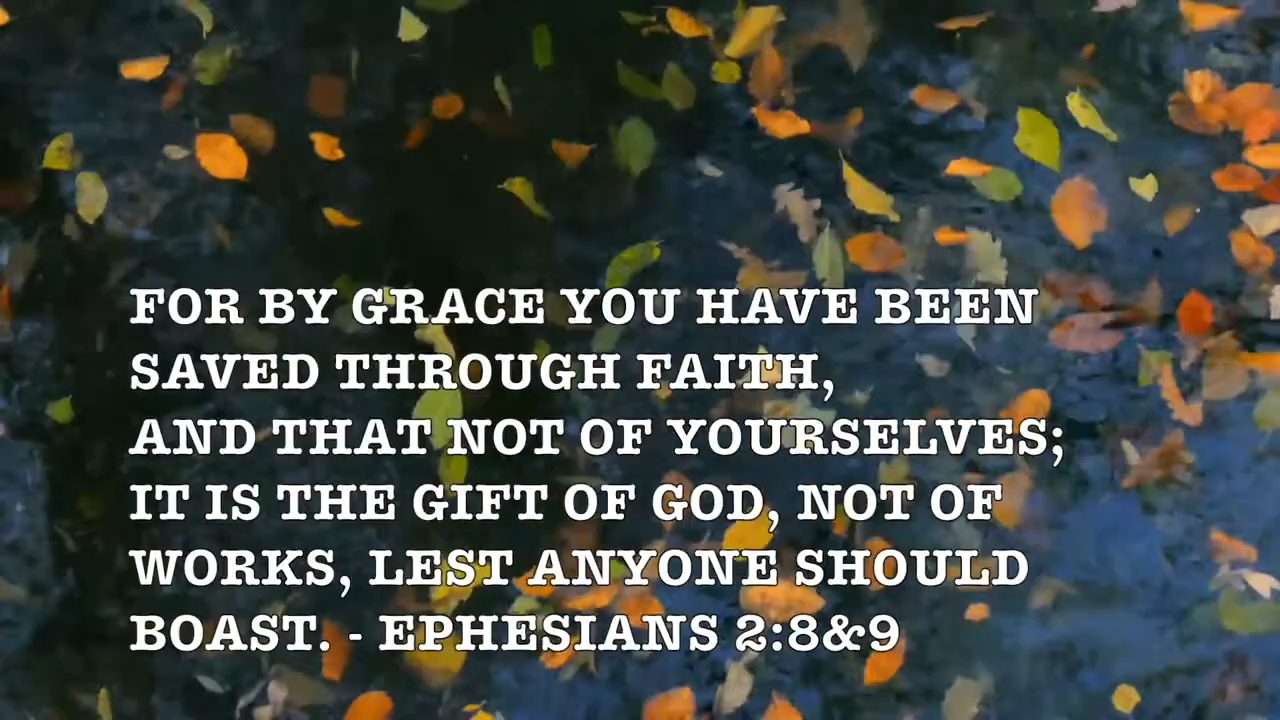 FOR BY GRACE YOU HAVE BEEN
SAVED THROUGH FAITH,
AND THAT NOT OF YOURSELVES;
IT IS THE GIFT OF GOD, NOT OF
WORKS, LEST ANYONE SHOULD
BOAST. - EPHESIANS 2:8&9